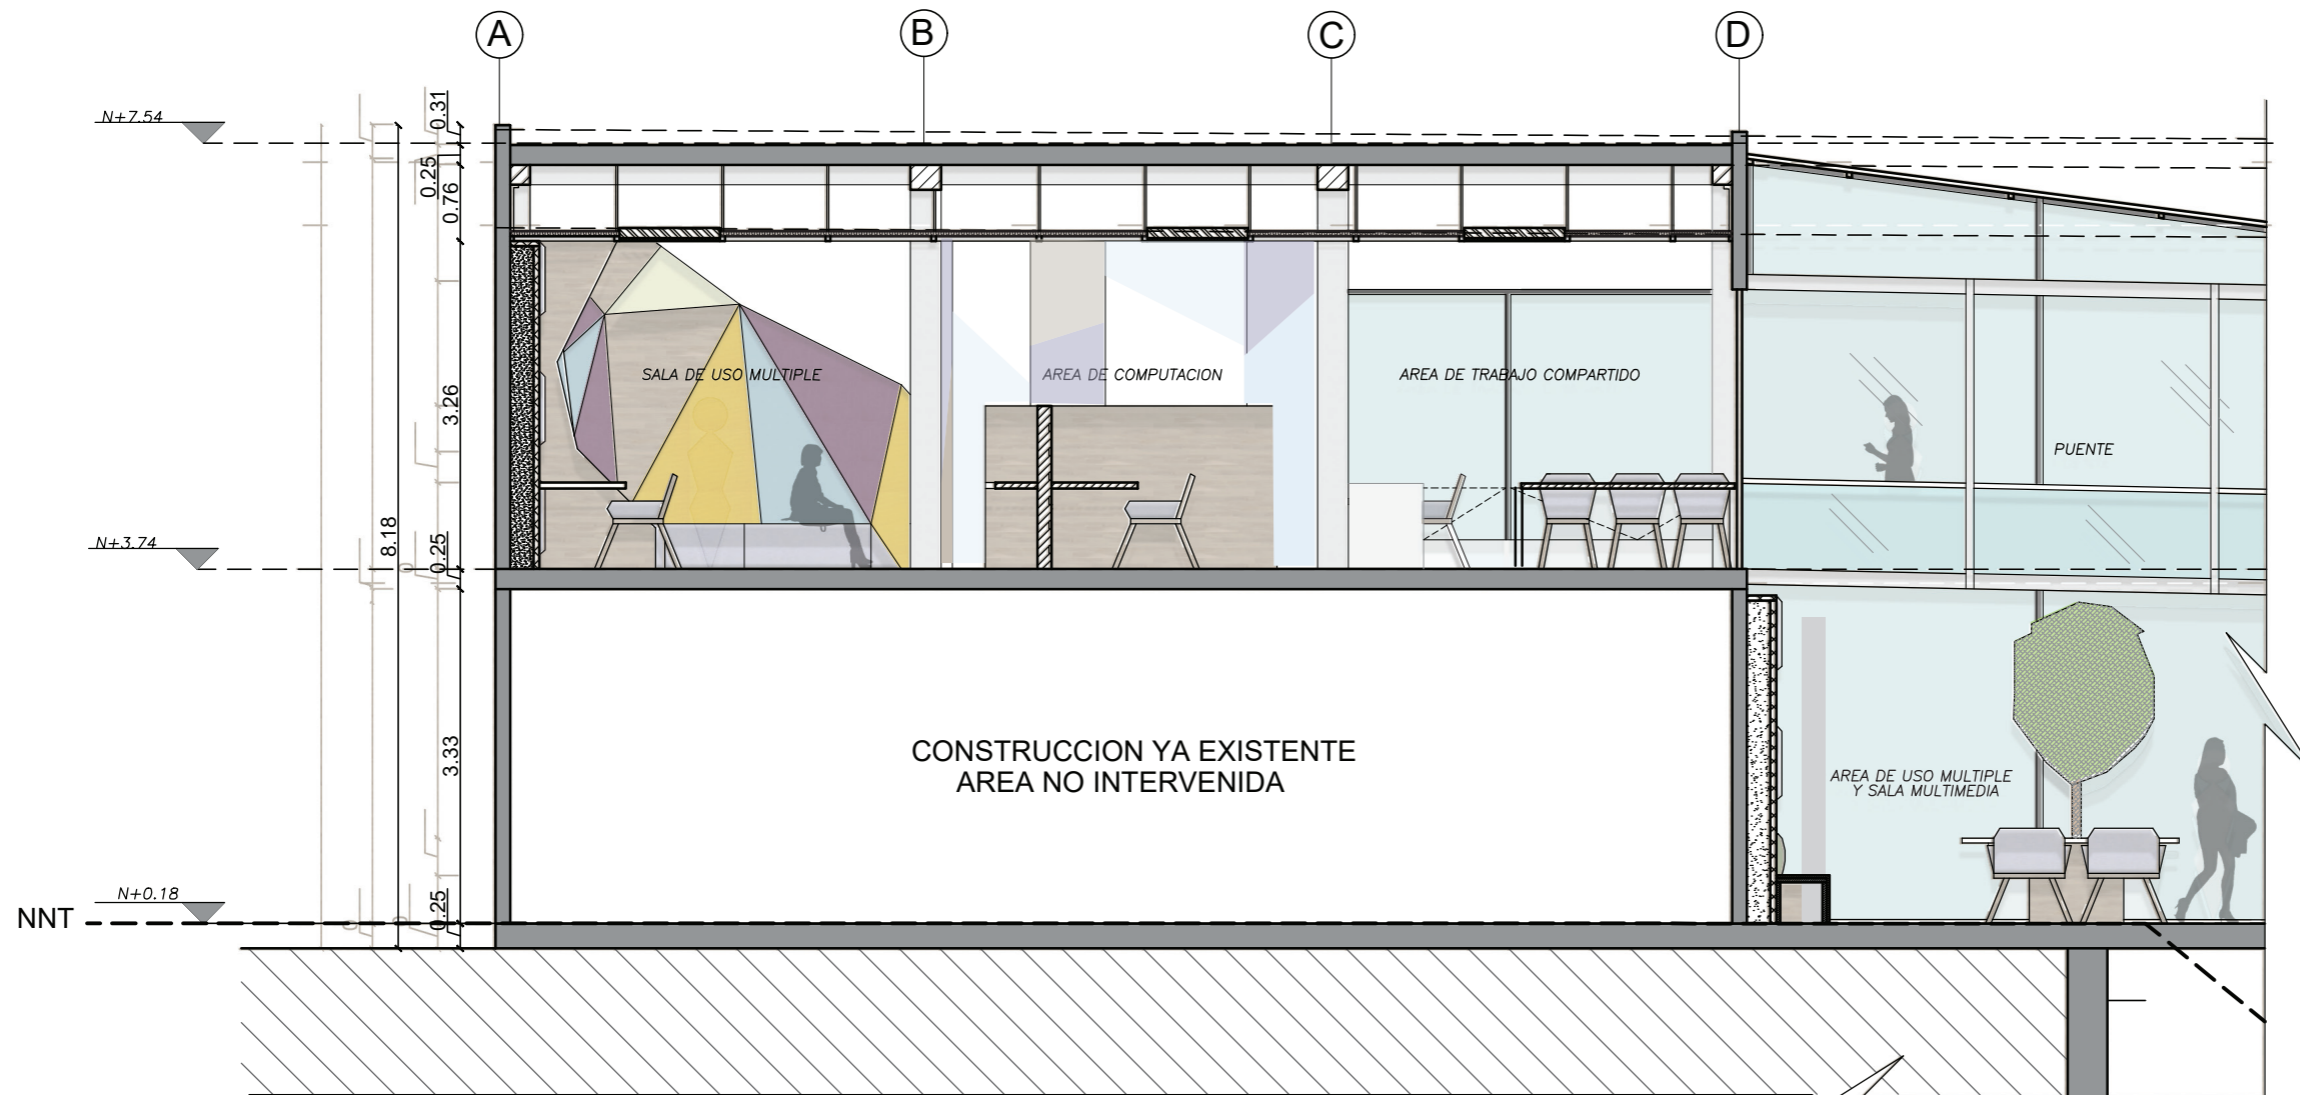 A
B
C
D
N+7.54
0.31
0.25
0.76
SALA DE USO MULTIPLE
AREA DE COMPUTACION
AREA DE TRABAJO COMPARTIDO
3.26
PUENTE
8.18
N+3.74
0.25
CONSTRUCCION YA EXISTENTE
AREA NO INTERVENIDA
3.33
AREA DE USO MULTIPLE
Y SALA MULTIMEDIA
N+0.18
0.25
NNT